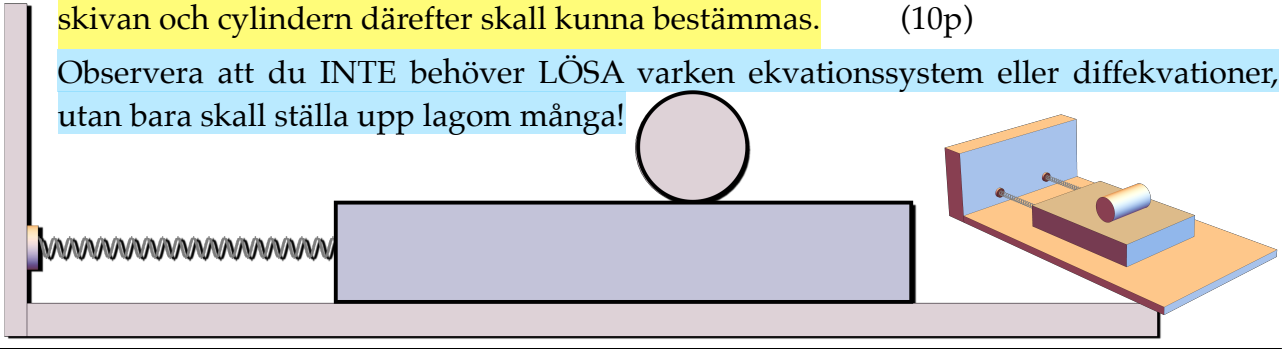 skivan och cylindern därefter skall kunna bestämmas. (10p)
Observera att du INTE behöver LÖSA varken ekvationssystem eller diffekvationer,
utan bara skall ställa upp lagom många!